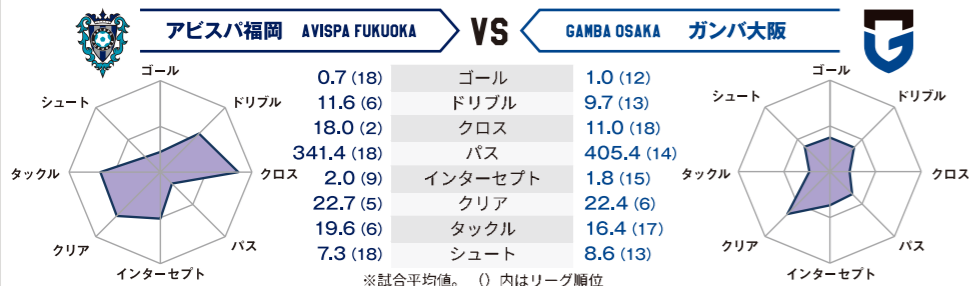 アビスパ福岡 AVISPA FUKUOKA VS GAMBA OSAKA ガンバ大阪
ゴール
シュート
ドリブル
タックル
クロス
クリア
パス
インターセプト
0.7 (18) ゴール 1.0 (12)
11.6 (6) ドリブル 9.7 (13)
18.0 (2) クロス 11.0 (18)
341.4 (18) パス 405.4 (14)
2.0 (9) インターセプト 1.8 (15)
22.7 (5) クリア 22.4 (6)
19.6 (6) タックル 16.4 (17)
7.3 (18) シュート 8.6 (13)
※試合平均値。 () 内はリーグ順位
ゴール
シュート
ドリブル
タックル
クロス
クリア
パス
インターセプト